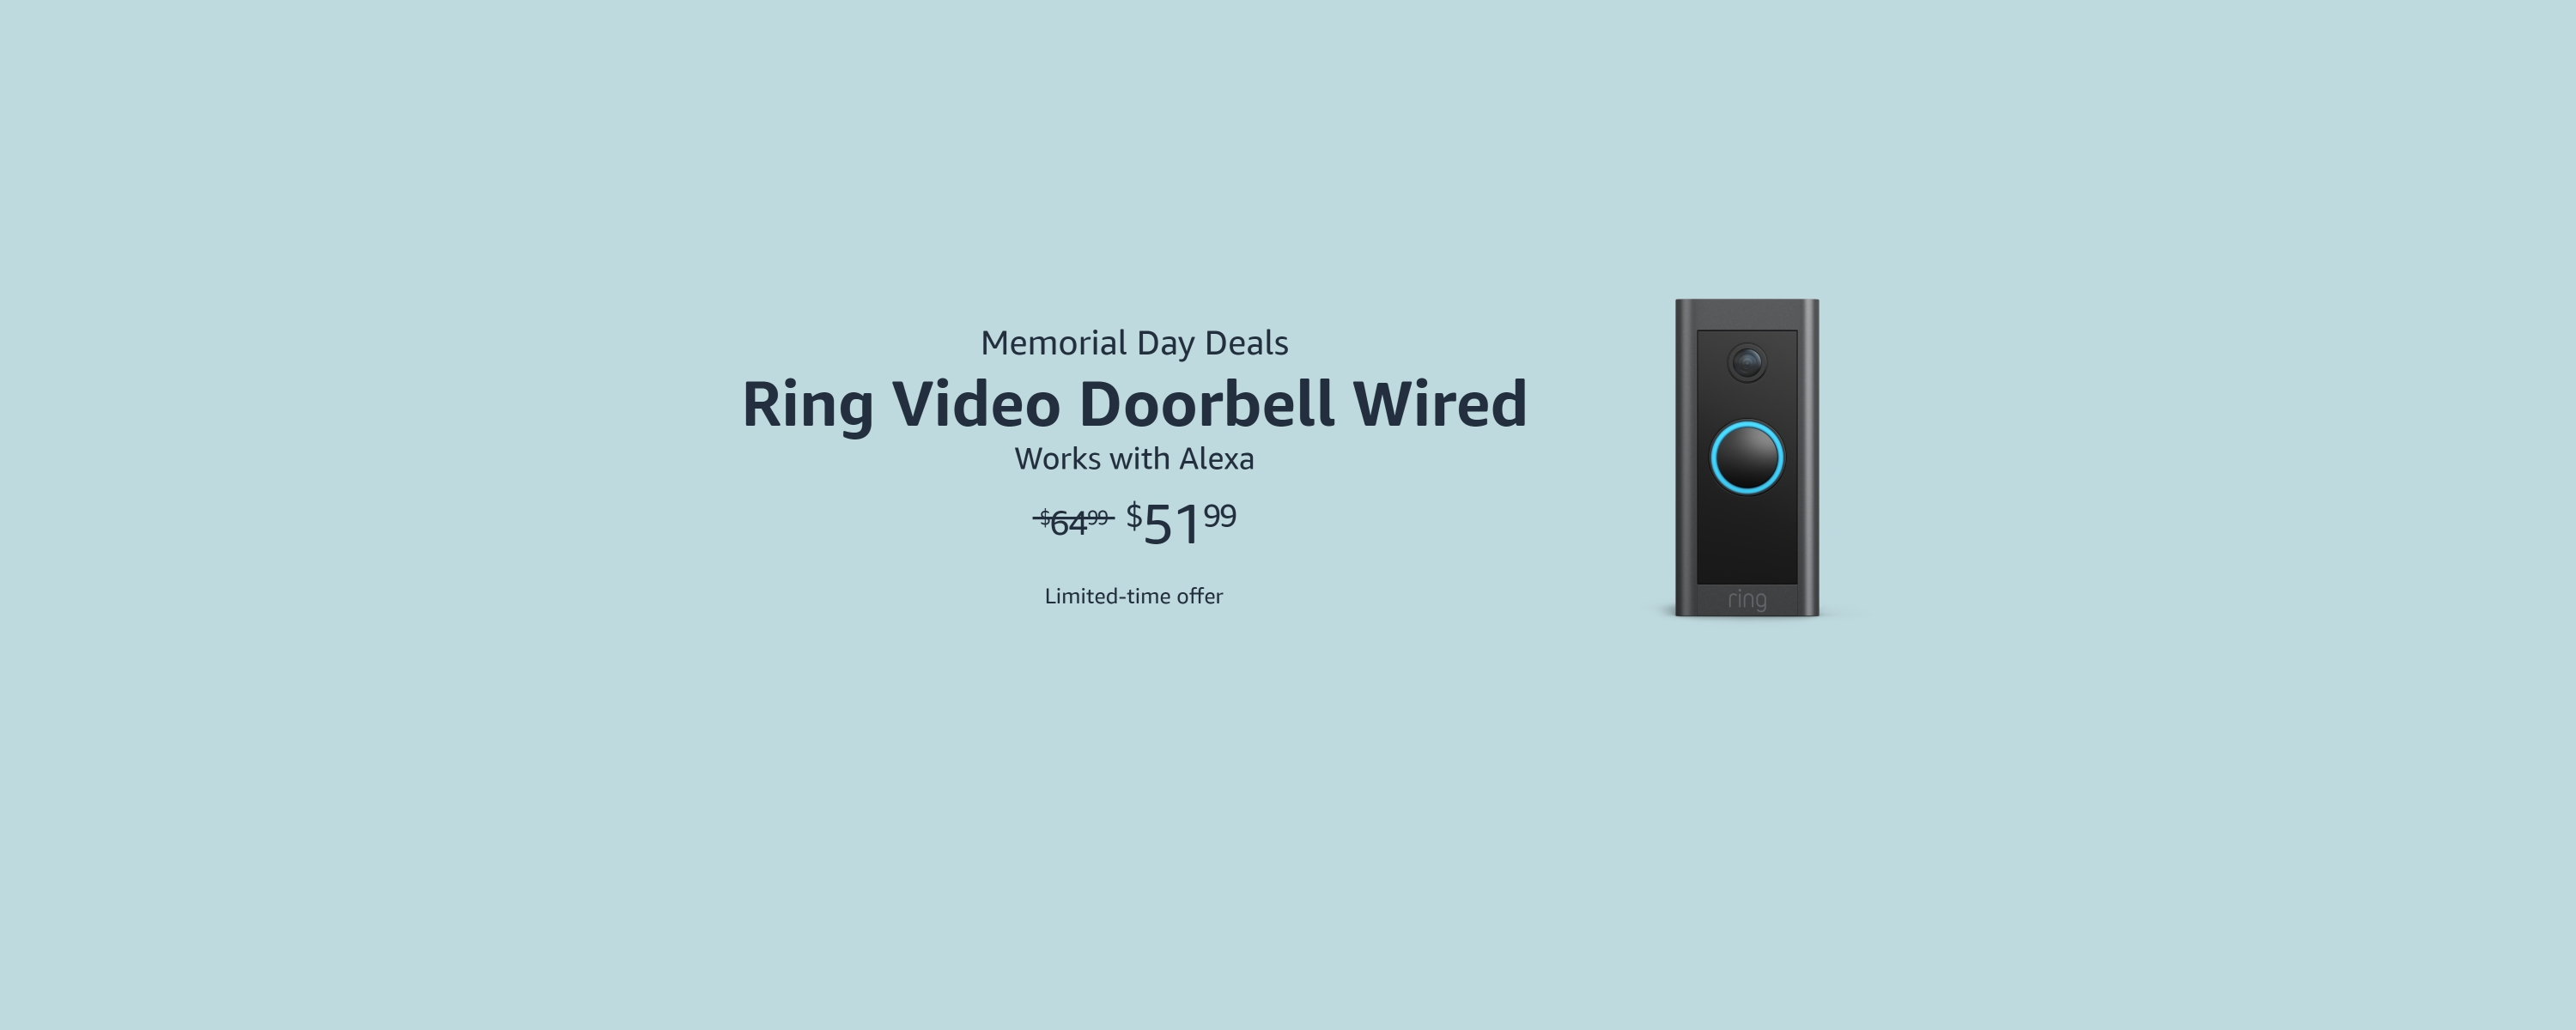 Memorial Day Deals
Ring Video Doorbell Wired
Works with Alexa
$64.99 $51.99
Limited-time offer
ring